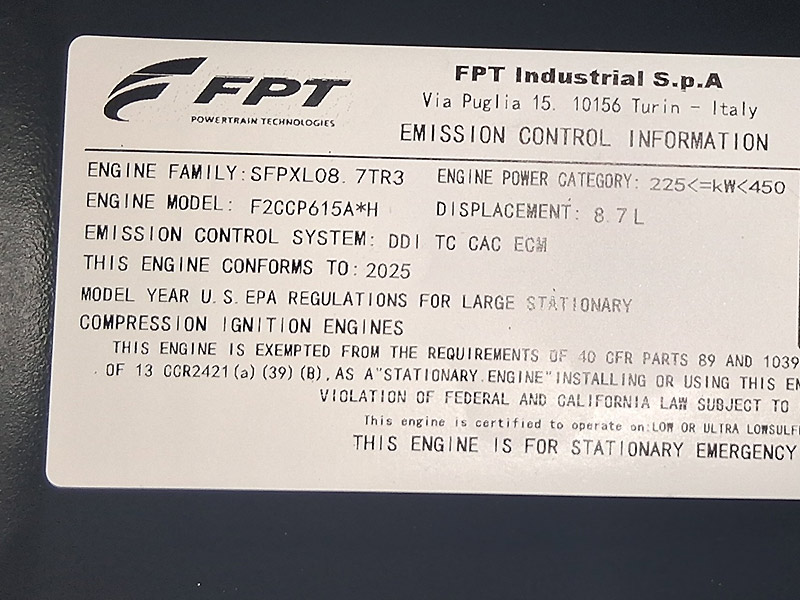 FPT
POWERTRAIN TECHNOLOGIES
FPT Industrial S.p.A
Via Puglia 15. 10156 Turin - Italy
EMISSION CONTROL INFORMATION
ENGINE FAMILY:SFPXL08.7TR3 ENGINE POWER CATEGORY: 225<=kW<450
ENGINE MODEL: F2CCP615A*H DISPLACEMENT: 8.7L
EMISSION CONTROL SYSTEM: DDI TC CAC ECM
THIS ENGINE CONFORMS TO: 2025
MODEL YEAR U.S.EPA REGULATIONS FOR LARGE STATIONARY
COMPRESSION IGNITION ENGINES
THIS ENGINE IS EXEMPTED FROM THE REQUIREMENTS OF 40 CFR PARTS 89 AND 1039
OF 13 CCR2421(a)(39)(B),AS A"STATIONARY ENGINE"INSTALLING OR USING THIS EN
VIOLATION OF FEDERAL AND CALIFORNIA LAW SUBJECT TO
This engine is certified to operate on:LOW OR ULTRA LOWSULF
THIS ENGINE IS FOR STATIONARY EMERGENCY